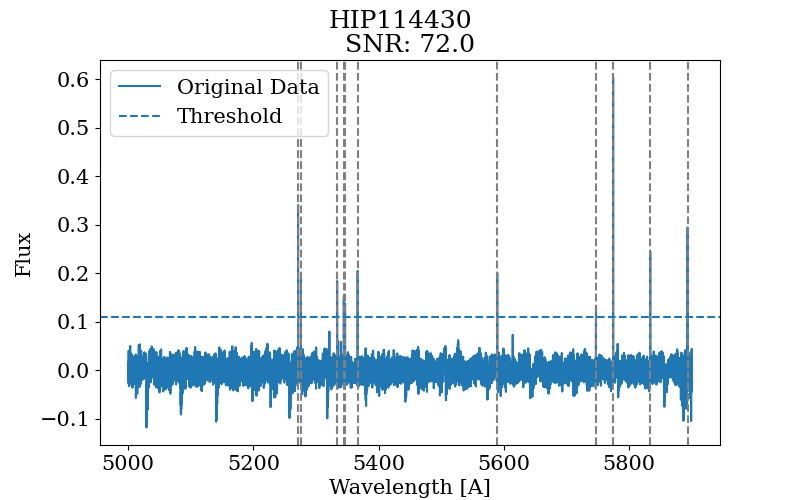 HIP114430
SNR: 72.0
Original Data
Threshold
Flux
0.6
0.5
0.4
0.3
0.2
0.1
0.0
−0.1
5000 5200 5400 5600 5800
Wavelength [A]